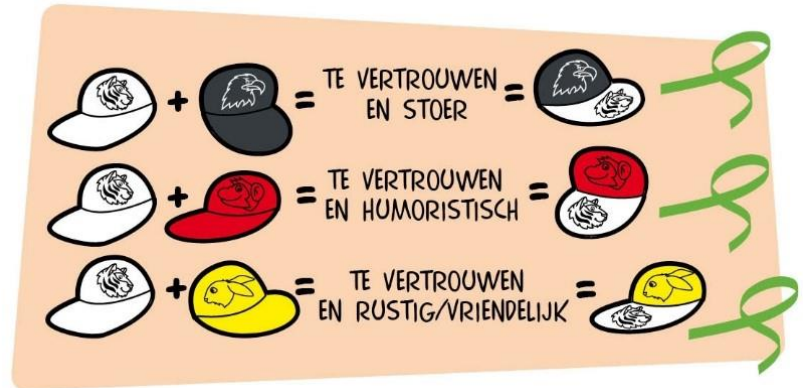 + = TE VERTROUWEN =
EN STOER
+ = TE VERTROUWEN =
EN HUMORISTISCH
+ = TE VERTROUWEN =
EN RUSTIG/VRIENDELIJK